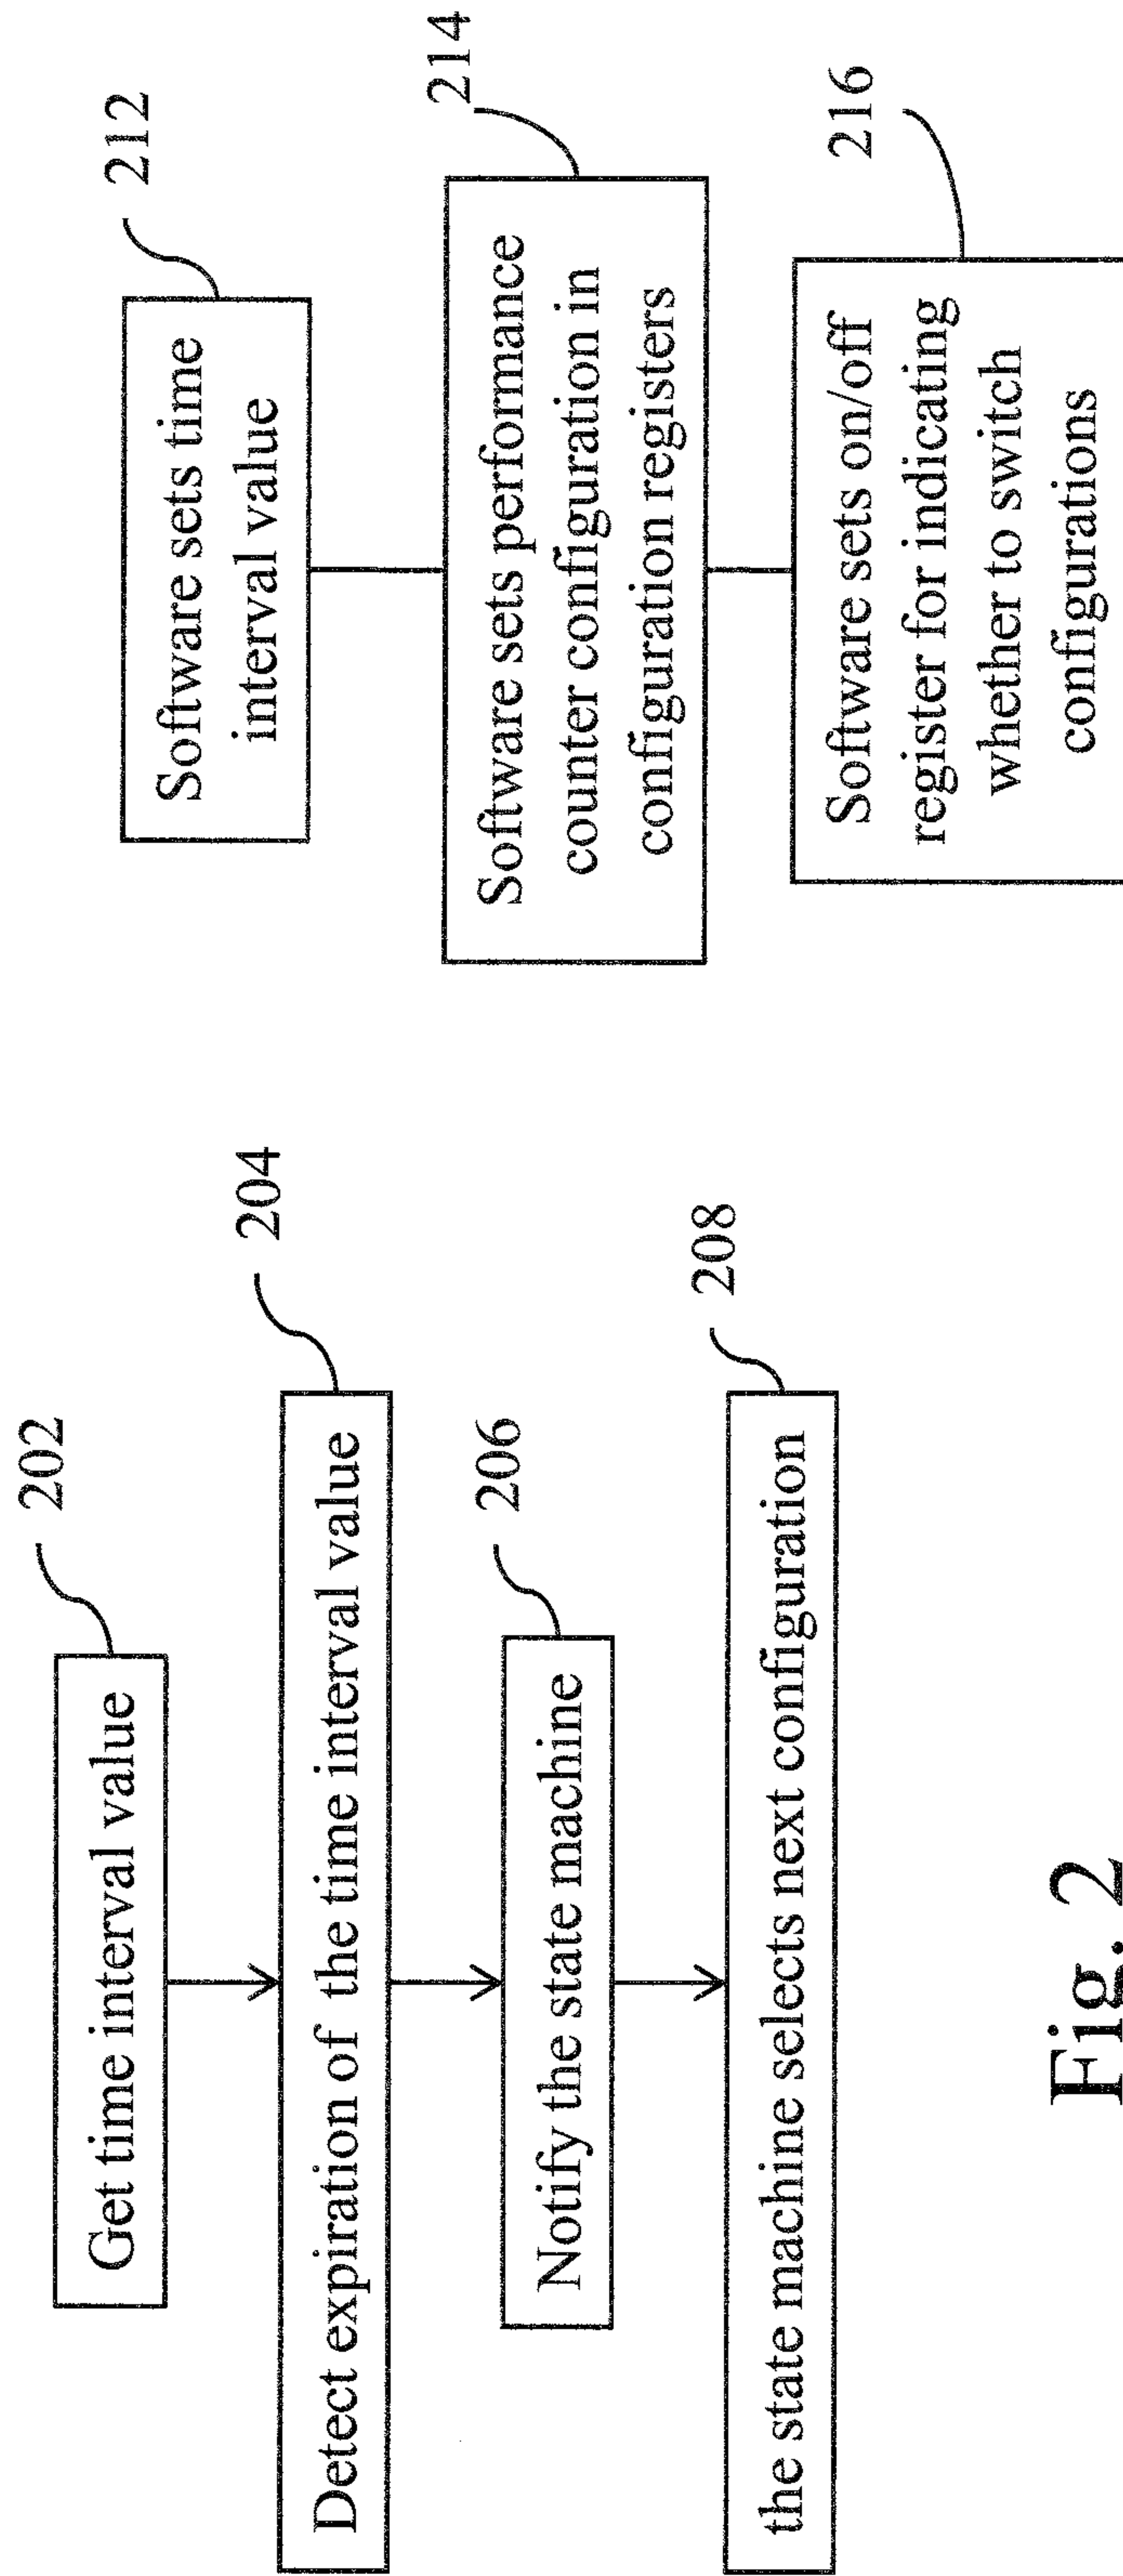 202
Get time interval value
204
Detect expiration of the time interval value
206
Notify the state machine
208
the state machine selects next configuration
212
Software sets time
interval value
214
Software sets performance
counter configuration in
configuration registers
216
Software sets on/off
register for indicating
whether to switch
configurations
Fig. 2